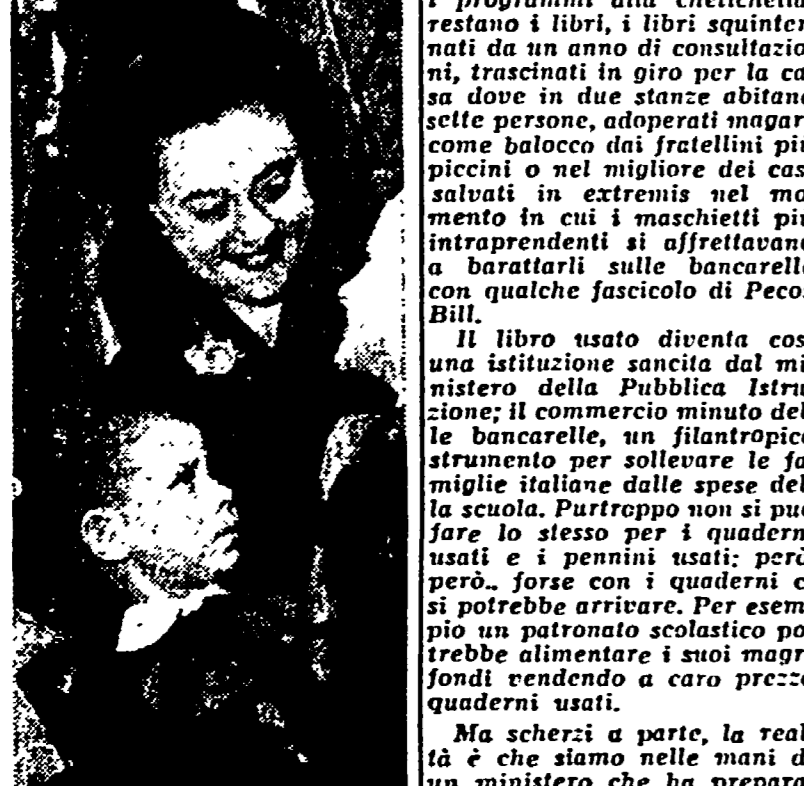 i programmi alla chetichella
restano i libri, i libri squinter
nati da un anno di consultazio
ni, trascinati in giro per la ca
sa dove in due stanze abitano
sette persone, adoperati magari
come balocco dai fratellini più
piccini o nel migliore dei casi
salvati in extremis nel mo
mento in cui i maschietti più
intraprendenti si affrettavano
a barattarli sulle bancarelle
con qualche fascicolo di Pecos
Bill.
Il libro usato diventa così
una istituzione sancita dal mi
nistero della Pubblica Istru
zione; il commercio minuto del
le bancarelle, un filantropico
strumento per sollevare le fa
miglie italiane dalle spese del
la scuola. Purtroppo non si può
fare lo stesso per i quaderni
usati e i pennini usati; però
però.. forse con i quaderni c
si potrebbe arrivare. Per esem
pio un patronato scolastico po
trebbe alimentare i suoi magri
fondi vendendo a caro prezzo
quaderni usati.
Ma scherzi a parte, la real
tà è che siamo nelle mani d
un ministero che ha prepara